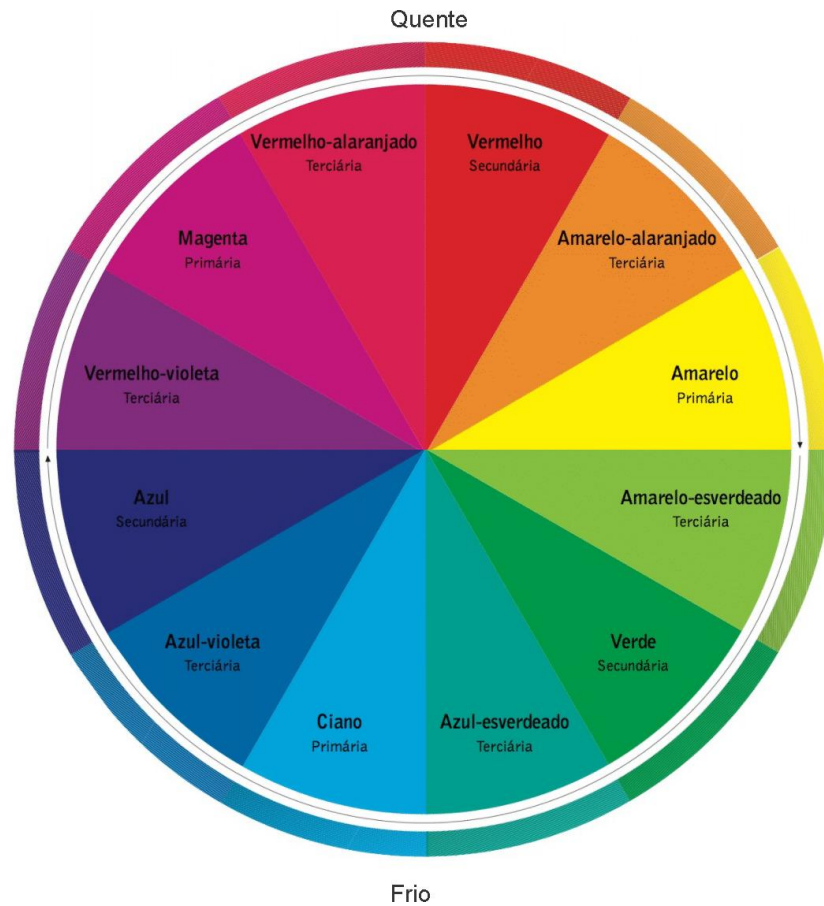 Quente
Vermelho-alaranjado
Terciária
Vermelho
Secundária
Magenta
Primária
Amarelo-alaranjado
Terciária
Vermelho-violeta
Terciária
Amarelo
Primária
Azul
Secundária
Amarelo-esverdeado
Terciária
Azul-violeta
Terciária
Verde
Secundária
Ciano
Primária
Azul-esverdeado
Terciária
Frio